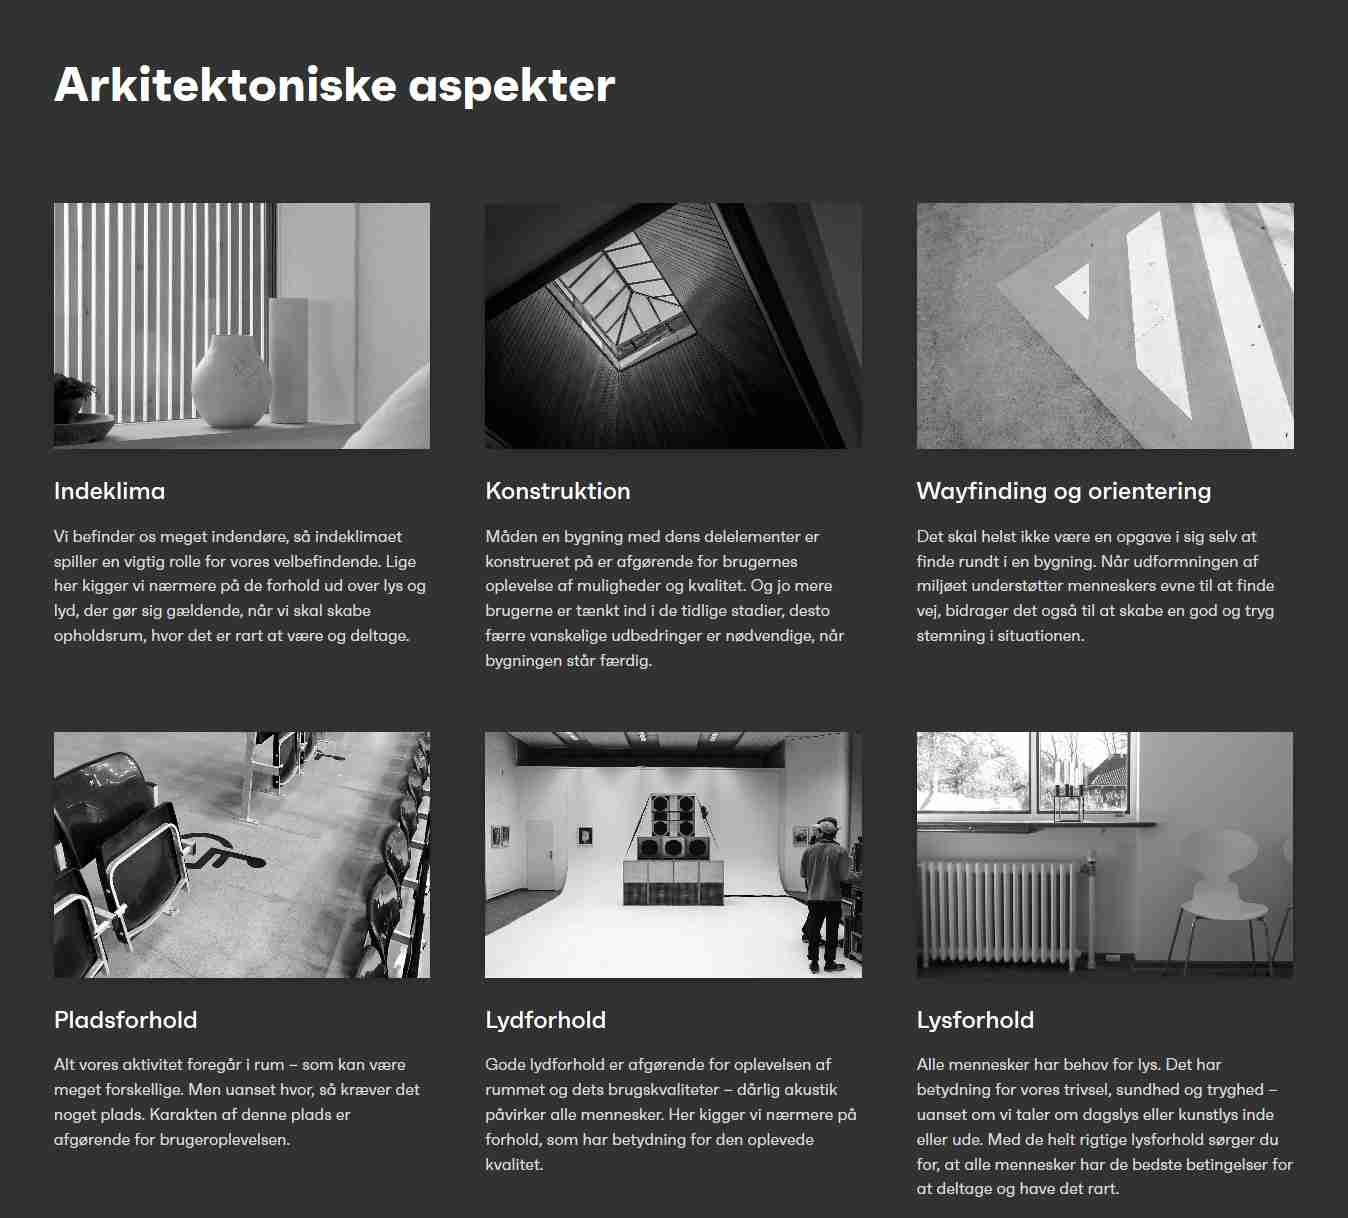 Arkitektoniske aspekter
Indeklima
Vi befinder os meget indendøre, så indeklimaet
spiller en vigtig rolle for vores velbefindende. Lige
her kigger vi nærmere på de forhold ud over lys og
lyd, der gør sig gældende, når vi skal skabe
opholdsrum, hvor det er rart at være og deltage.
Konstruktion
Måden en bygning med dens delelementer er
konstrueret på er afgørende for brugernes
oplevelse af muligheder og kvalitet. Og jo mere
brugerne er tænkt ind i de tidlige stadier, desto
færre vanskelige udbedringer er nødvendige, når
bygningen står færdig.
Wayfinding og orientering
Det skal helst ikke være en opgave i sig selv at
finde rundt i en bygning. Når udformningen af
miljøet understøtter menneskers evne til at finde
vej, bidrager det også til at skabe en god og tryg
stemning i situationen.
Pladsforhold
Alt vores aktivitet foregår i rum – som kan være
meget forskellige. Men uanset hvor, så kræver det
noget plads. Karakten af denne plads er
afgørende for brugeroplevelsen.
Lydforhold
Gode lydforhold er afgørende for oplevelsen af
rummet og dets brugskvaliteter – dårlig akustik
påvirker alle mennesker. Her kigger vi nærmere på
forhold, som har betydning for den oplevede
kvalitet.
Lysforhold
Alle mennesker har behov for lys. Det har
betydning for vores trivsel, sundhed og tryghed –
uanset om vi taler om dagslys eller kunstlys inde
eller ude. Med de helt rigtige lysforhold sørger du
for, at alle mennesker har de bedste betingelser for
at deltage og have det rart.